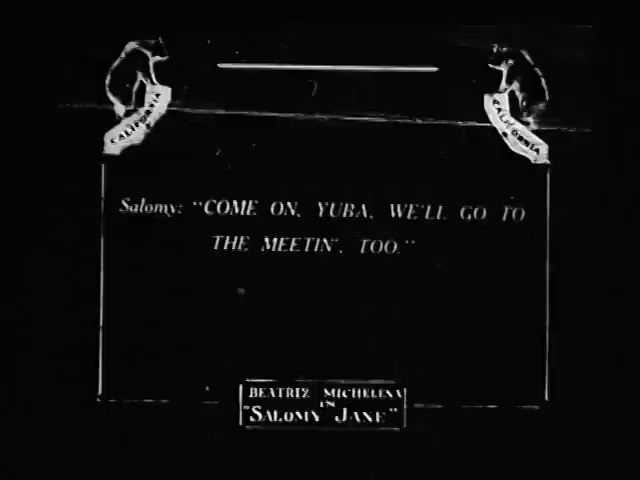 CALIFORNIA
CALIFORNIA
Salomy: "COME ON, YUBA, WE'LL GO TO
THE MEETIN', TOO."
BEATRIZ MICHELENA
IN
"SALOMY JANE"